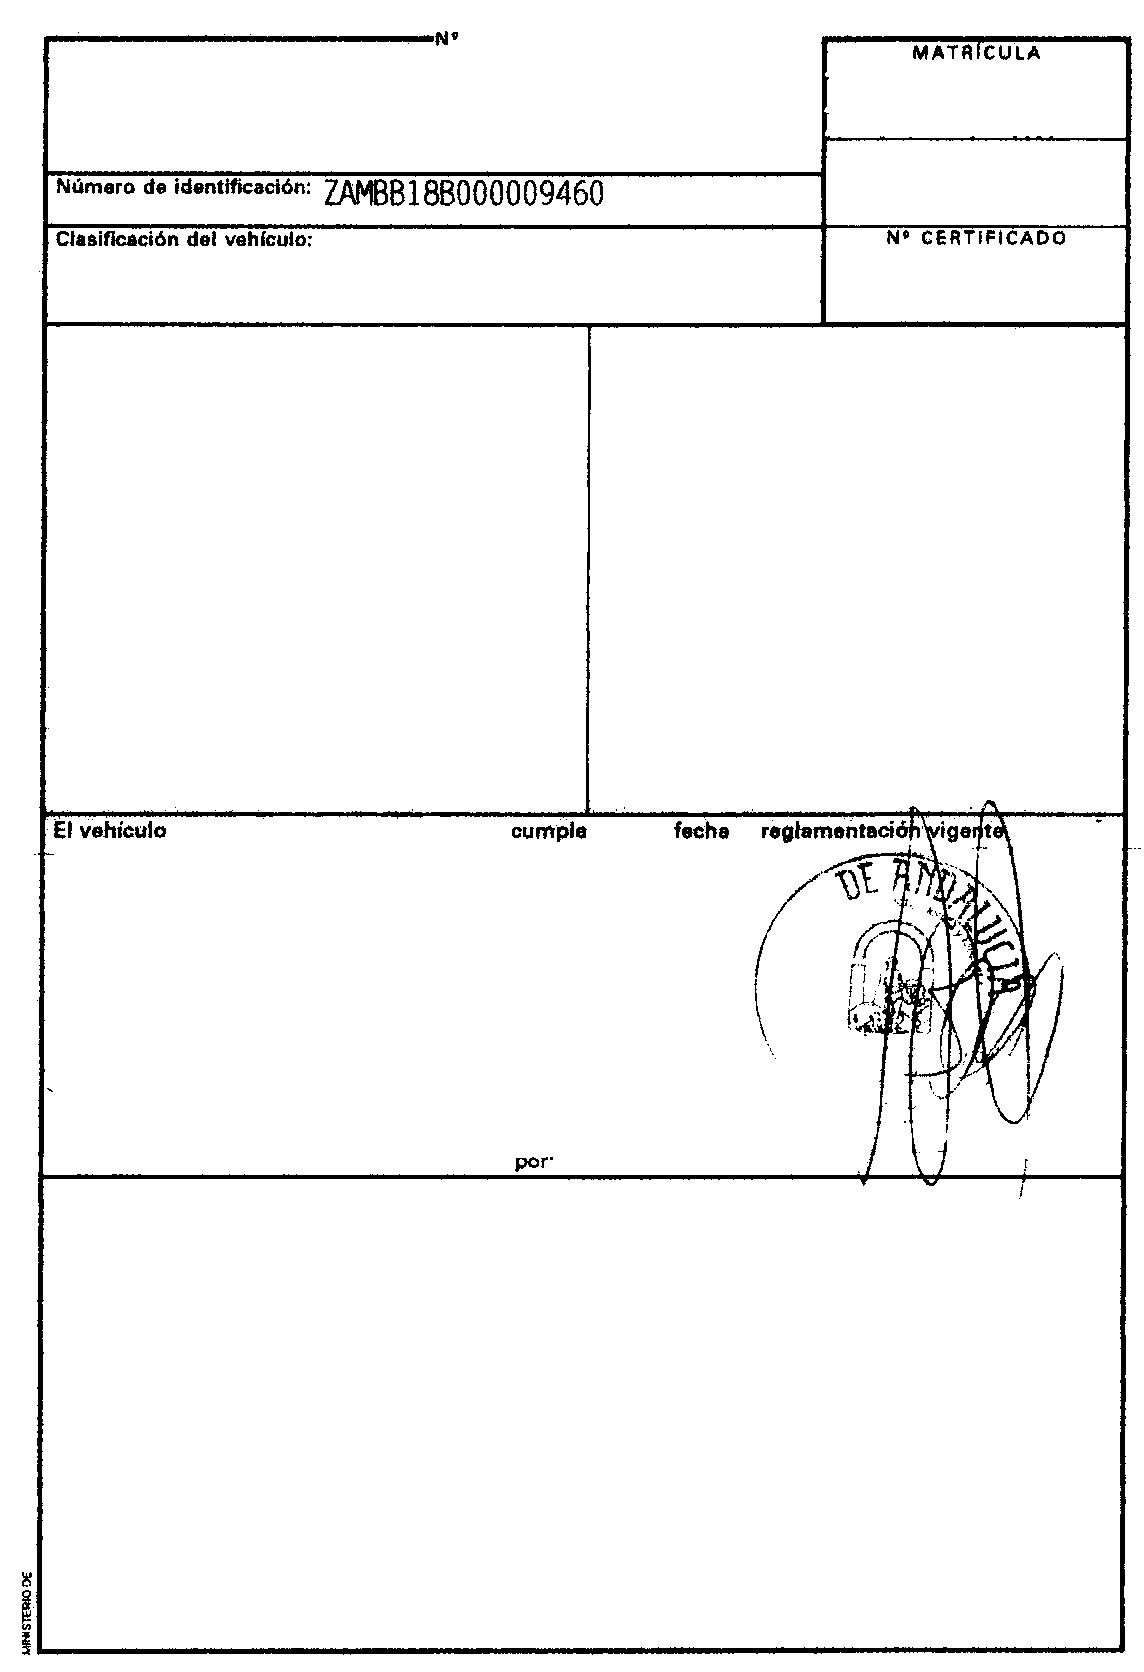 Nº
MATRÍCULA
Número de identificación: ZAMBB18B000009460
Clasificación del vehículo:
Nº CERTIFICADO
El vehículo cumple fecha reglamentación vigente
DE ANDALUCIA
por
MINISTERIO DE